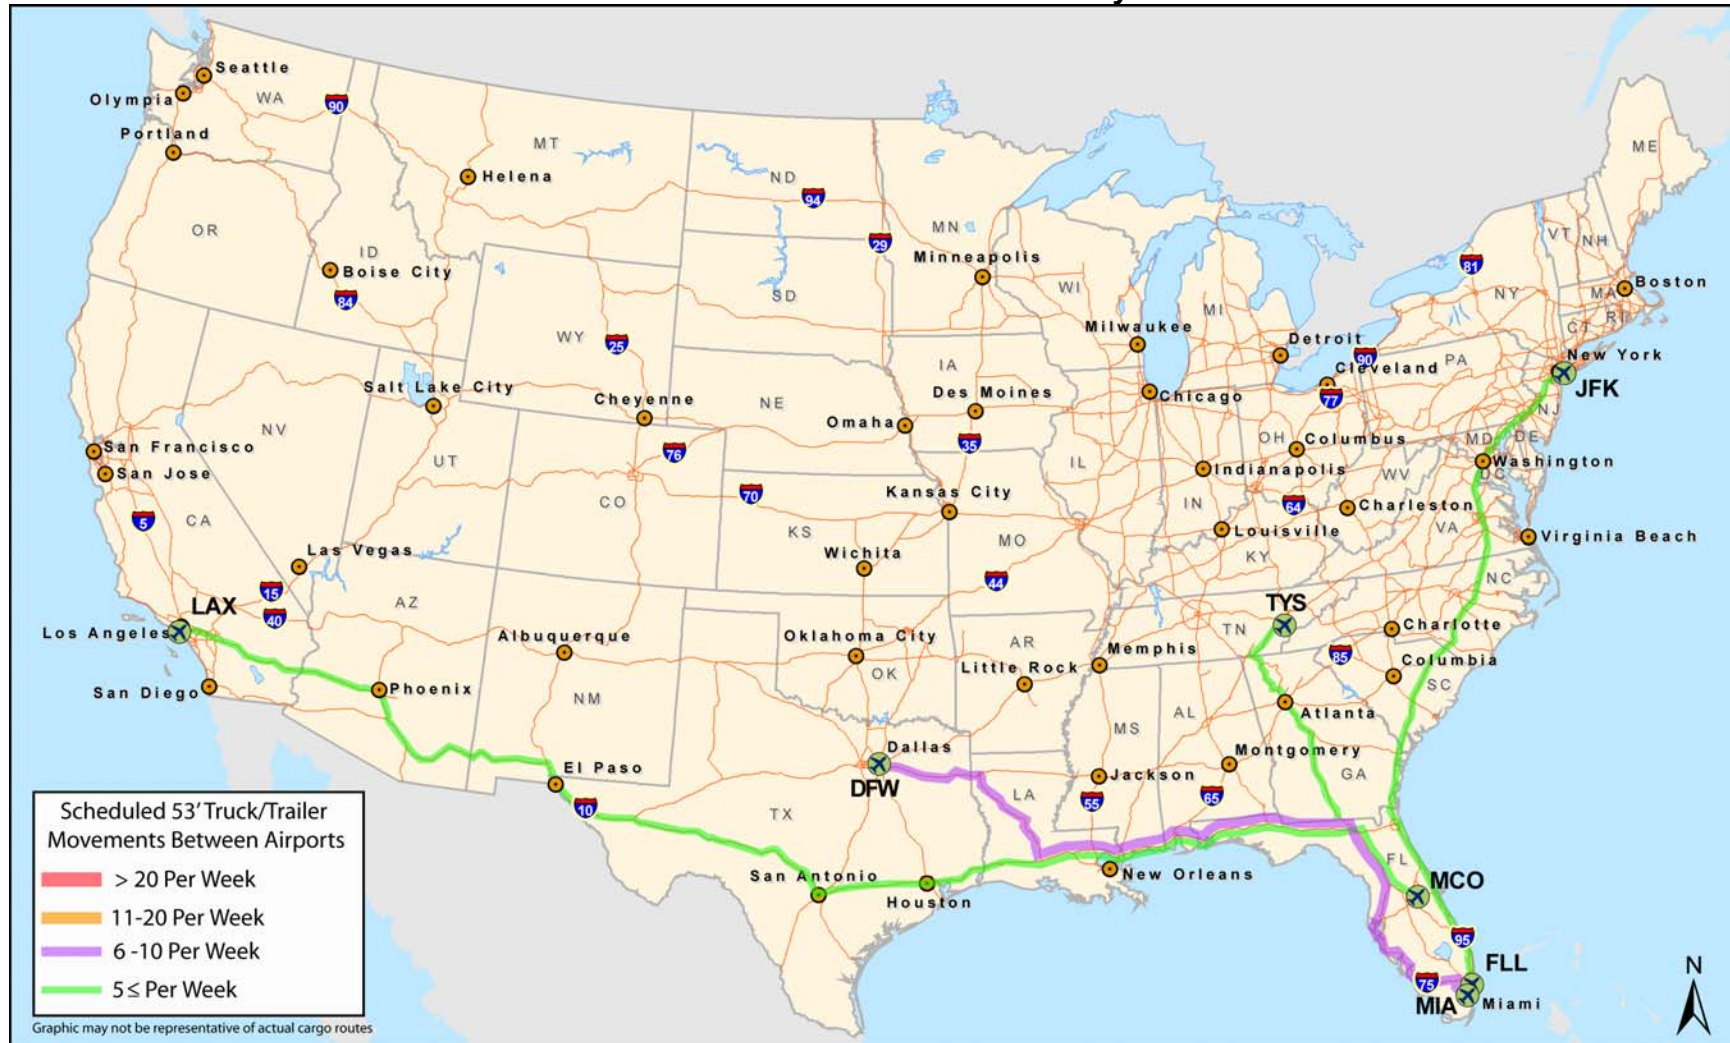 Seattle
Olympia
WA
90
Portland
MT
Helena
ND
94
ME
OR
ID
Boise City
84
29
MN
Minneapolis
SD
WI
MI
81
NY
VT
NH
MA
Boston
RI
CT
WY
25
Milwaukee
Detroit
90
Cleveland
PA
New York
JFK
NJ
Salt Lake City
Cheyenne
NE
IA
Des Moines
Omaha
35
Chicago
77
OH
Columbus
MD
DE
Washington
DC
San Francisco
San Jose
NV
UT
76
CO
70
KS
Kansas City
IL
Indianapolis
IN
64
WV
Charleston
VA
5
CA
Las Vegas
Wichita
MO
Louisville
KY
Virginia Beach
15
40
AZ
44
NC
LAX
Los Angeles
Albuquerque
Oklahoma City
OK
AR
Little Rock
Memphis
TYS
TN
Charlotte
85
Columbia
SC
San Diego
Phoenix
NM
MS
AL
Atlanta
El Paso
Dallas
DFW
10
TX
LA
Jackson
55
Montgomery
65
GA
San Antonio
Houston
New Orleans
FL
MCO
95
FLL
75
MIA
Miami
N
Scheduled 53' Truck/Trailer
Movements Between Airports
> 20 Per Week
11-20 Per Week
6 -10 Per Week
5≤ Per Week
Graphic may not be representative of actual cargo routes